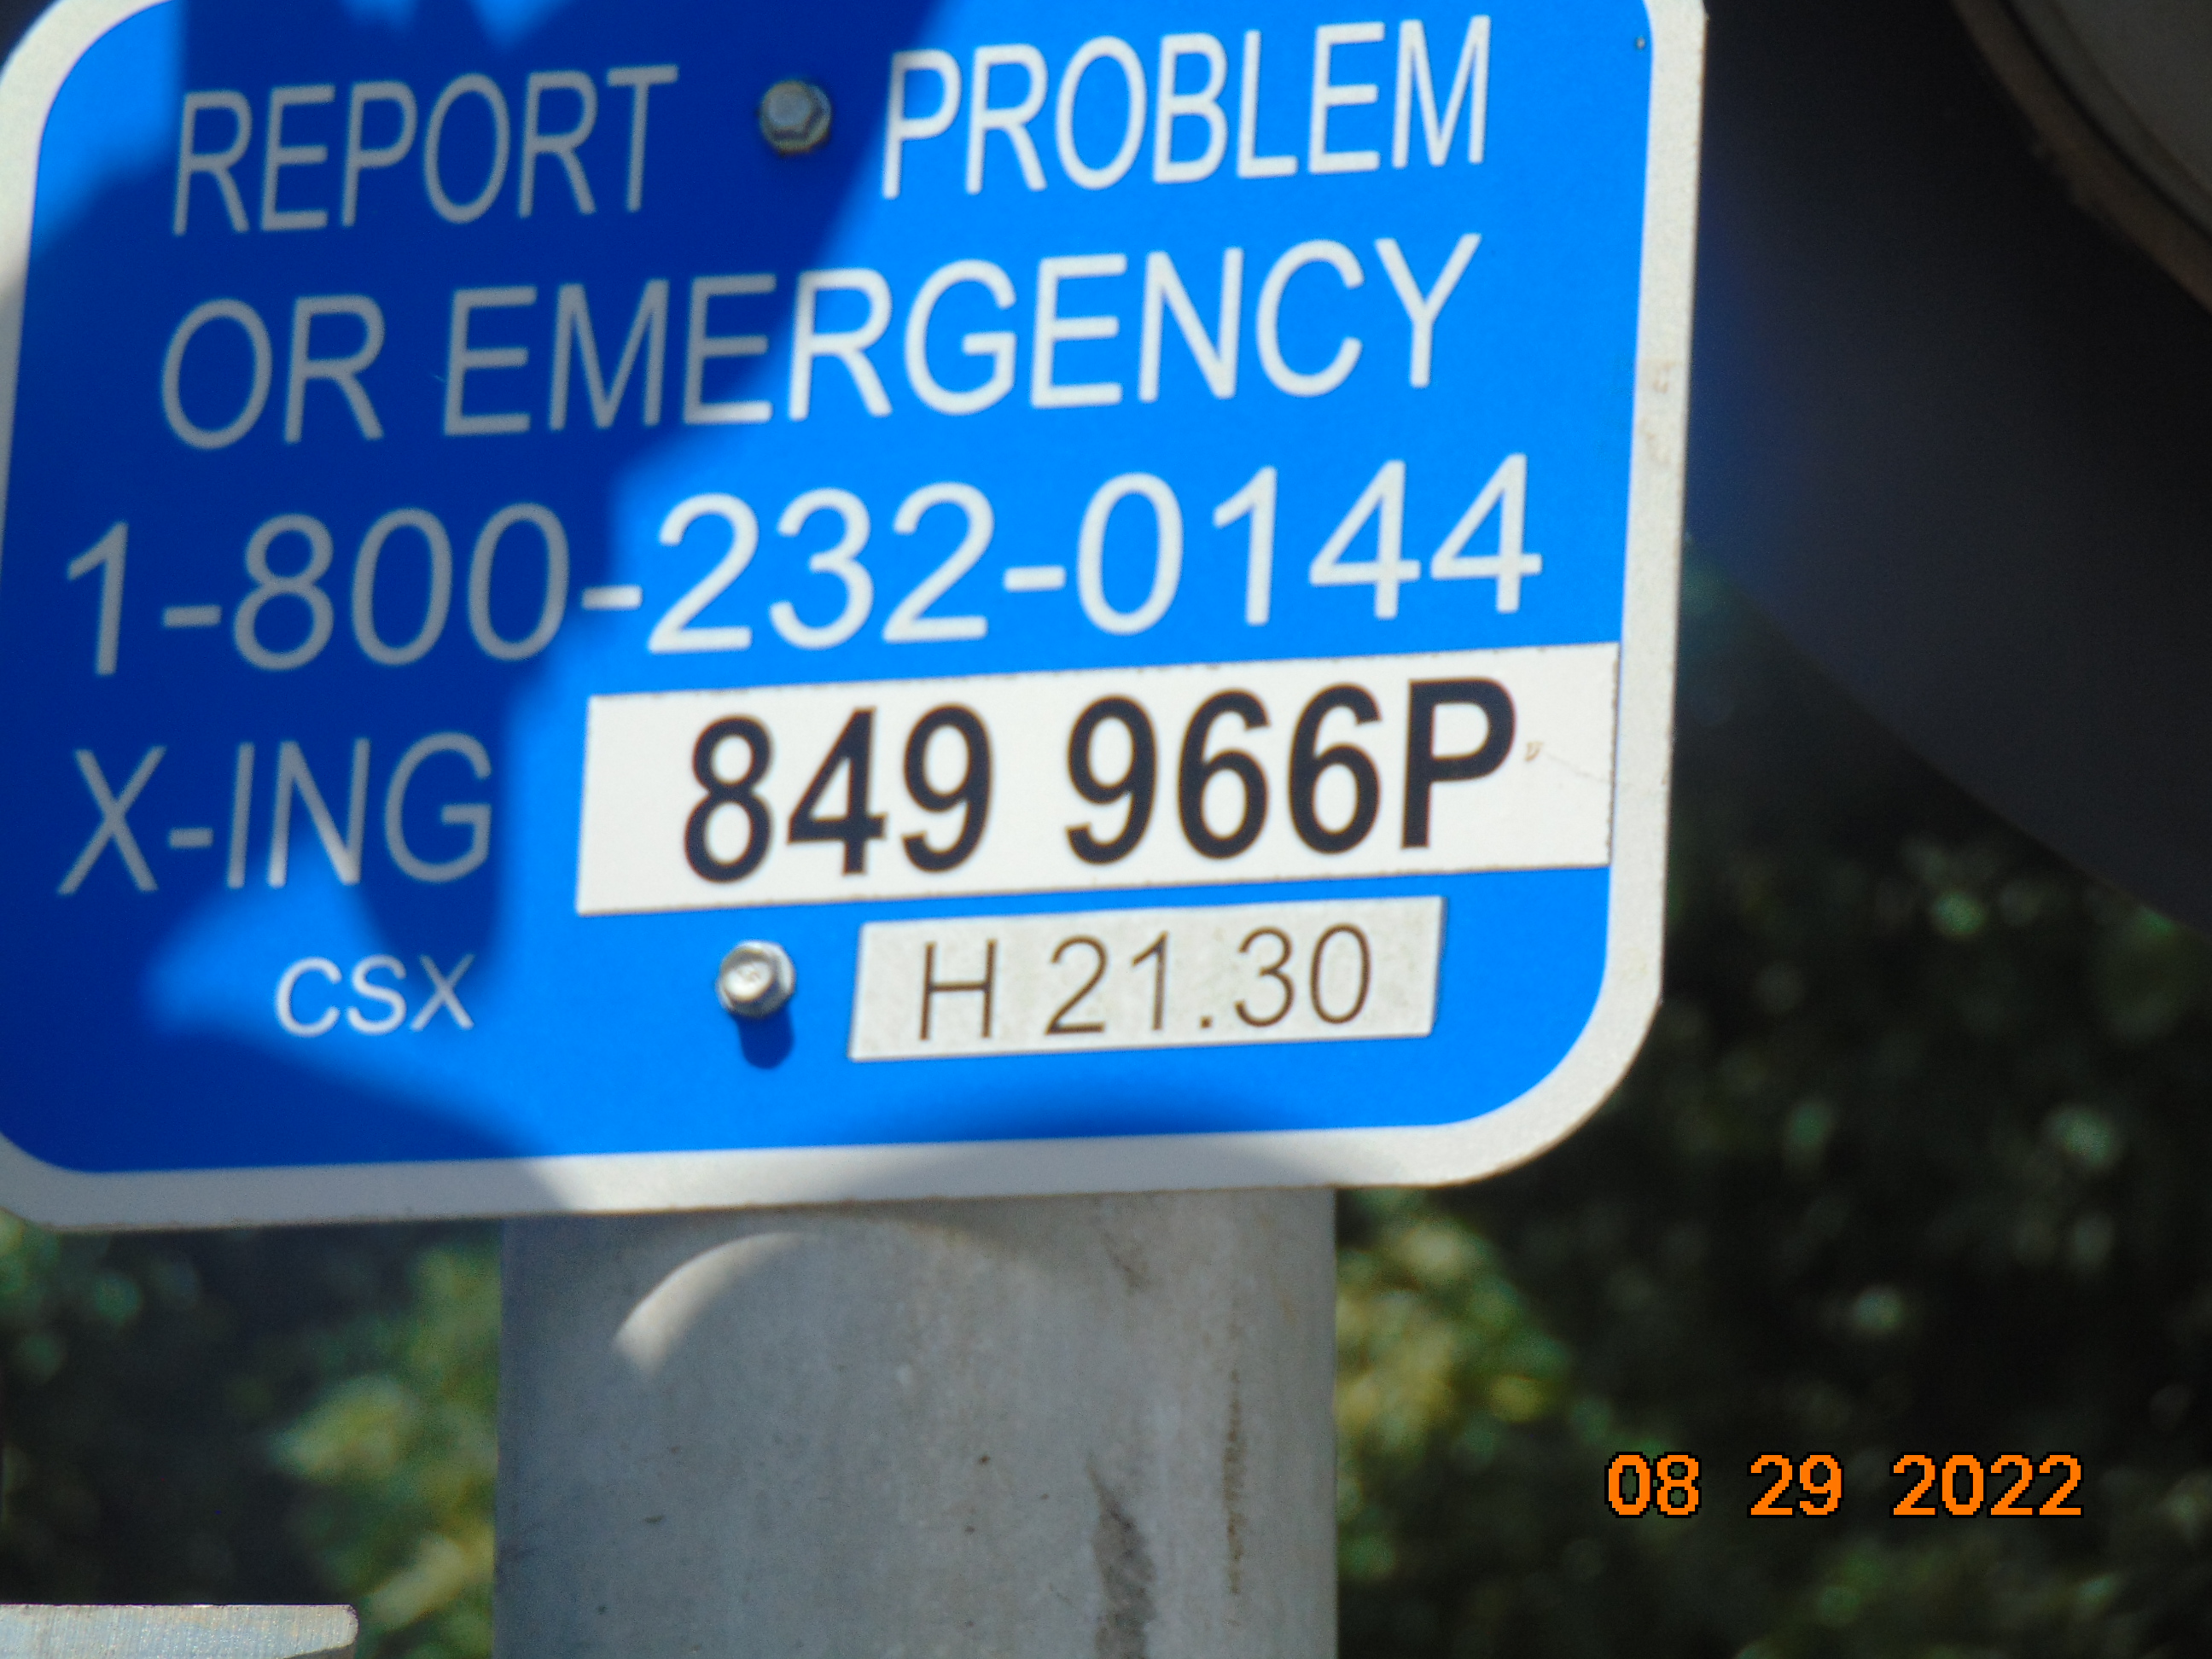 REPORT PROBLEM
OR EMERGENCY
1-800-232-0144
X-ING 849 966P
CSX H 21.30
08 29 2022